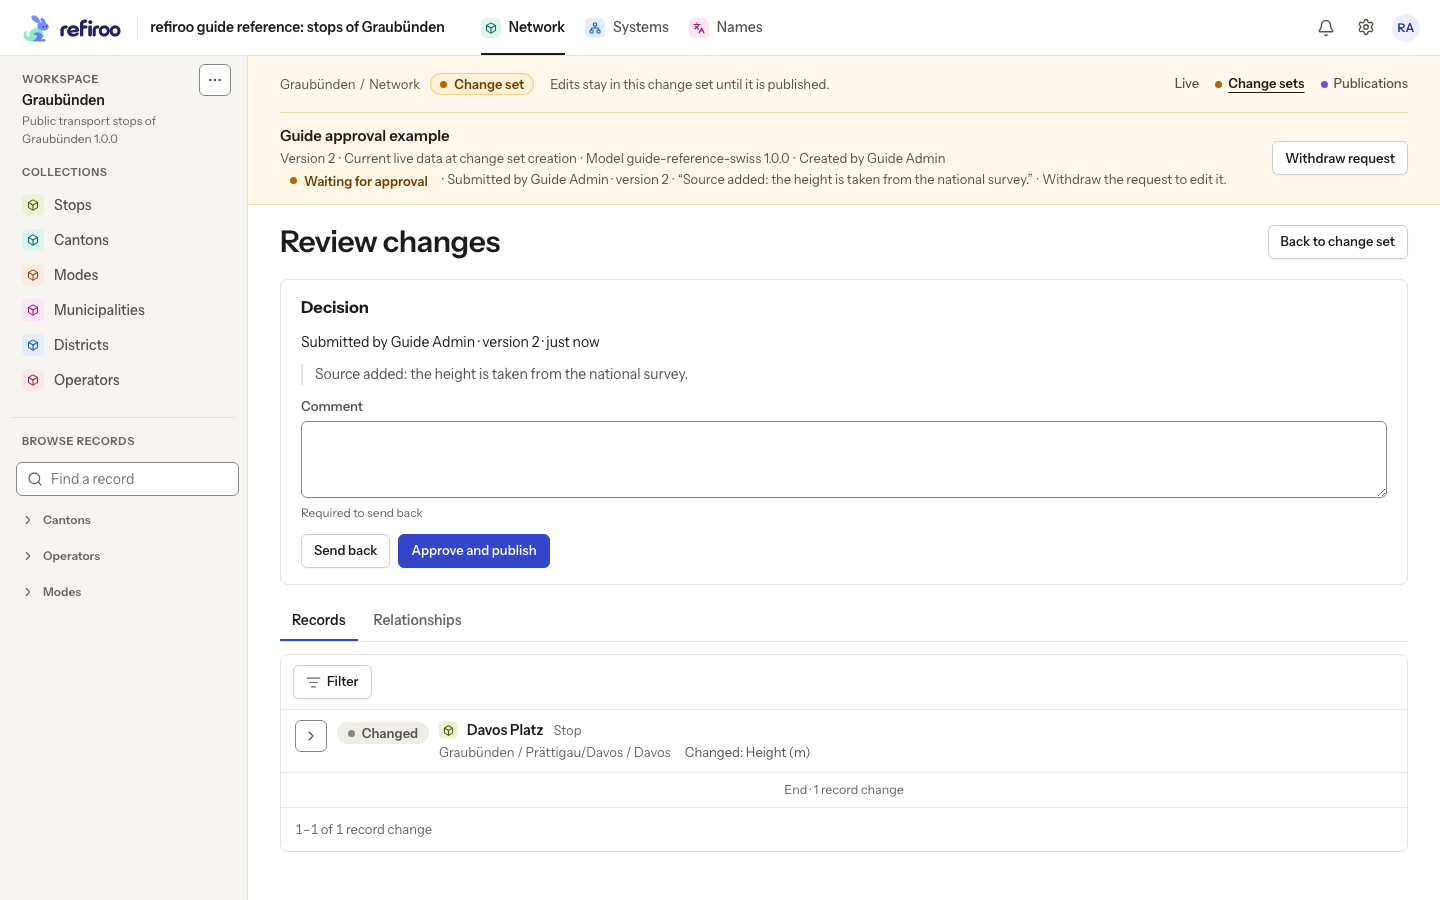 refiroo
refiroo guide reference: stops of Graubünden
Network
Systems
Names
RA
WORKSPACE
Graubünden
Public transport stops of
Graubünden 1.0.0
COLLECTIONS
Stops
Cantons
Modes
Municipalities
Districts
Operators
BROWSE RECORDS
Find a record
Cantons
Operators
Modes
Graubünden / Network
Change set
Edits stay in this change set until it is published.
Live
Change sets
Publications
Guide approval example
Version 2 · Current live data at change set creation · Model guide-reference-swiss 1.0.0 · Created by Guide Admin
Waiting for approval · Submitted by Guide Admin · version 2 · “Source added: the height is taken from the national survey.” · Withdraw the request to edit it.
Withdraw request
Review changes
Back to change set
Decision
Submitted by Guide Admin · version 2 · just now
Source added: the height is taken from the national survey.
Comment
Required to send back
Send back
Approve and publish
Records
Relationships
Filter
Changed
Davos Platz Stop
Graubünden / Prättigau/Davos / Davos Changed: Height (m)
End · 1 record change
1–1 of 1 record change